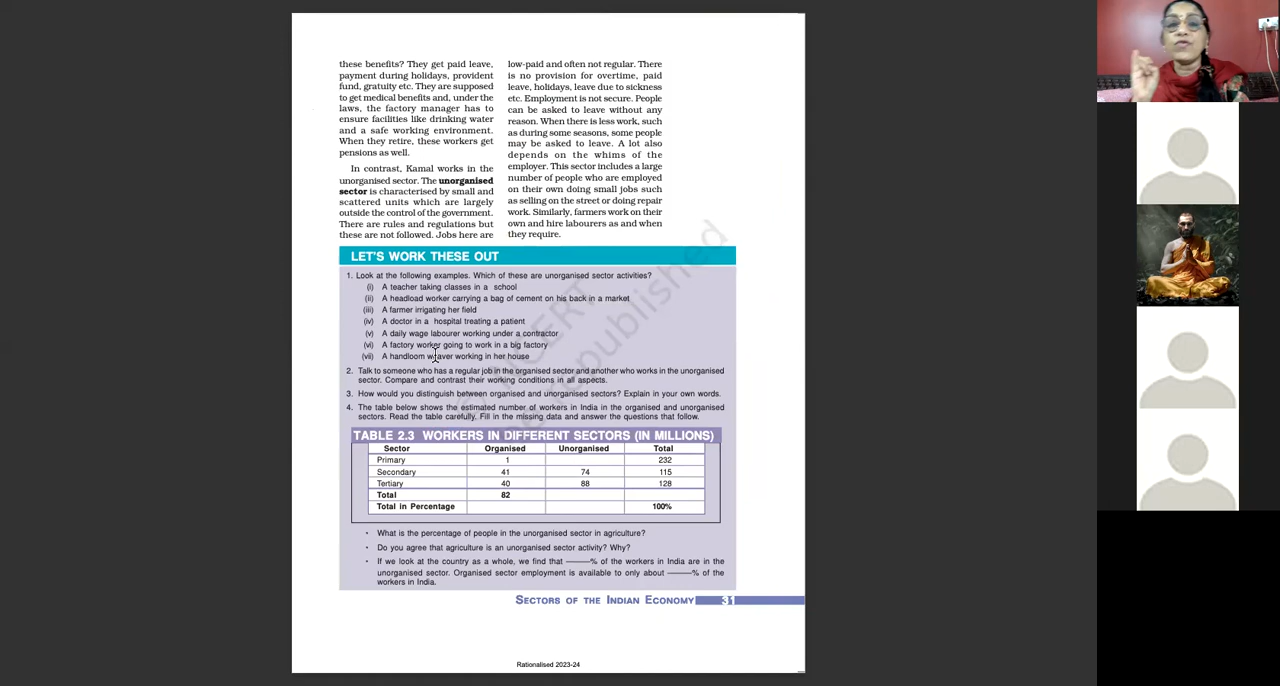 these benefits? They get paid leave,
payment during holidays, provident
fund, gratuity etc. They are supposed
to get medical benefits and, under the
laws, the factory manager has to
ensure facilities like drinking water
and a safe working environment.
When they retire, these workers get
pensions as well.
In contrast, Kamal works in the
unorganised sector. The unorganised
sector is characterised by small and
scattered units which are largely
outside the control of the government.
There are rules and regulations but
these are not followed. Jobs here are
low-paid and often not regular. There
is no provision for overtime, paid
leave, holidays, leave due to sickness
etc. Employment is not secure. People
can be asked to leave without any
reason. When there is less work, such
as during some seasons, some people
may be asked to leave. A lot also
depends on the whims of the
employer. This sector includes a large
number of people who are employed
on their own doing small jobs such
as selling on the street or doing repair
work. Similarly, farmers work on their
own and hire labourers as and when
they require.
LET'S WORK THESE OUT
1. Look at the following examples. Which of these are unorganised sector activities?
(i) A teacher taking classes in a school
(ii) A headload worker carrying a bag of cement on his back in a market
(iii) A farmer irrigating her field
(iv) A doctor in a hospital treating a patient
(v) A daily wage labourer working under a contractor
(vi) A factory worker going to work in a big factory
(vii) A handloom weaver working in her house
2. Talk to someone who has a regular job in the organised sector and another who works in the unorganised
sector. Compare and contrast their working conditions in all aspects.
3. How would you distinguish between organised and unorganised sectors? Explain in your own words.
4. The table below shows the estimated number of workers in India in the organised and unorganised
sectors. Read the table carefully. Fill in the missing data and answer the questions that follow.
TABLE 2.3 WORKERS IN DIFFERENT SECTORS (IN MILLIONS)
Sector Organised Unorganised Total
Primary 1 232
Secondary 41 74 115
Tertiary 40 88 128
Total 82
Total in Percentage 100%
• What is the percentage of people in the unorganised sector in agriculture?
• Do you agree that agriculture is an unorganised sector activity? Why?
• If we look at the country as a whole, we find that ———% of the workers in India are in the
unorganised sector. Organised sector employment is available to only about ———% of the
workers in India.
SECTORS OF THE INDIAN ECONOMY 31
Rationalised 2023-24
© NCERT
be republished